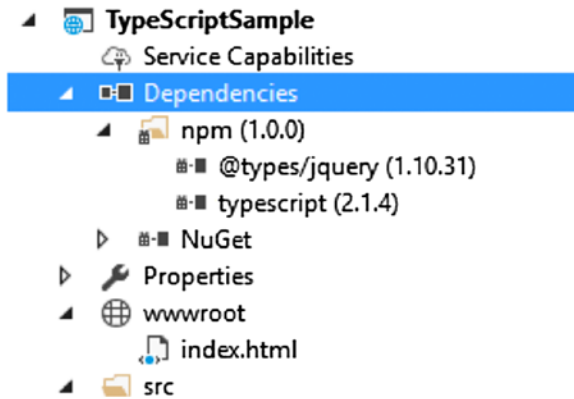 TypeScriptSample
Service Capabilities
Dependencies
npm (1.0.0)
@types/jquery (1.10.31)
typescript (2.1.4)
NuGet
Properties
wwwroot
index.html
src